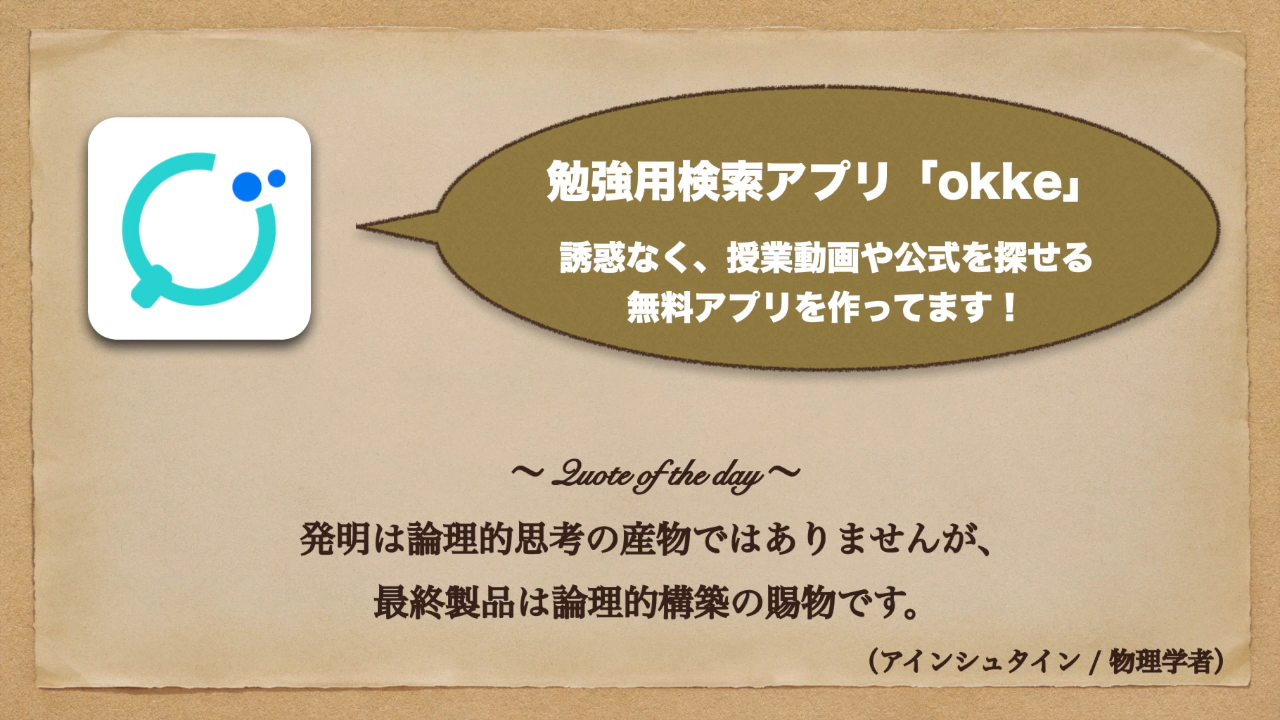 勉強用検索アプリ「okke」
誘惑なく、授業動画や公式を探せる
無料アプリを作ってます！
〜 Quote of the day 〜
発明は論理的思考の産物ではありませんが、
最終製品は論理的構築の賜物です。
（アインシュタイン / 物理学者）